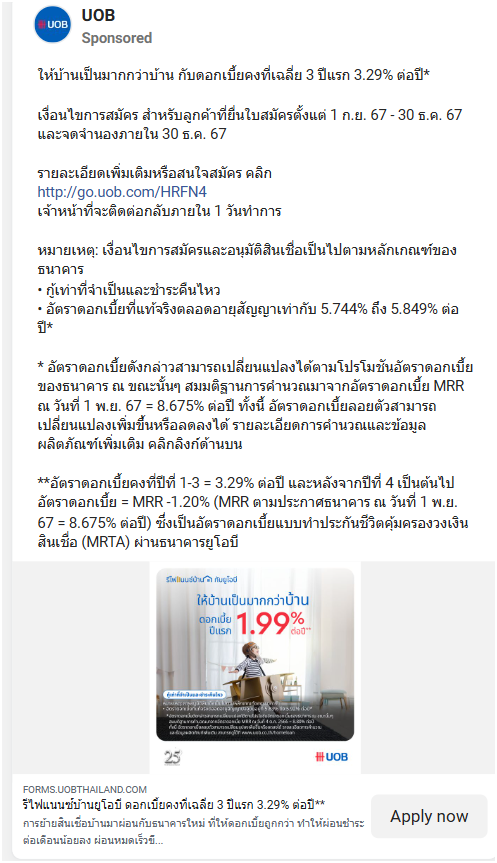 UOB
UOB
Sponsored
ให้บ้านเป็นมากกว่าบ้าน กับดอกเบี้ยคงที่เฉลี่ย 3 ปีแรก 3.29% ต่อปี*
เงื่อนไขการสมัคร สำหรับลูกค้าที่ยื่นใบสมัครตั้งแต่ 1 ก.ย. 67 - 30 ธ.ค. 67
และจดจำนองภายใน 30 ธ.ค. 67
รายละเอียดเพิ่มเติมหรือสนใจสมัคร คลิก
http://go.uob.com/HRFN4
เจ้าหน้าที่จะติดต่อกลับภายใน 1 วันทำการ
หมายเหตุ: เงื่อนไขการสมัครและอนุมัติสินเชื่อเป็นไปตามหลักเกณฑ์ของ
ธนาคาร
• กู้เท่าที่จำเป็นและชำระคืนไหว
• อัตราดอกเบี้ยที่แท้จริงตลอดอายุสัญญาเท่ากับ 5.744% ถึง 5.849% ต่อ
ปี*
* อัตราดอกเบี้ยดังกล่าวสามารถเปลี่ยนแปลงได้ตามโปรโมชันอัตราดอกเบี้ย
ของธนาคาร ณ ขณะนั้นๆ สมมติฐานการคำนวณมาจากอัตราดอกเบี้ย MRR
ณ วันที่ 1 พ.ย. 67 = 8.675% ต่อปี ทั้งนี้ อัตราดอกเบี้ยลอยตัวสามารถ
เปลี่ยนแปลงเพิ่มขึ้นหรือลดลงได้ รายละเอียดการคำนวณและข้อมูล
ผลิตภัณฑ์เพิ่มเติม คลิกลิงก์ด้านบน
**อัตราดอกเบี้ยคงที่ปีที่ 1-3 = 3.29% ต่อปี และหลังจากปีที่ 4 เป็นต้นไป
อัตราดอกเบี้ย = MRR -1.20% (MRR ตามประกาศธนาคาร ณ วันที่ 1 พ.ย.
67 = 8.675% ต่อปี) ซึ่งเป็นอัตราดอกเบี้ยแบบทำประกันชีวิตคุ้มครองวงเงิน
สินเชื่อ (MRTA) ผ่านธนาคารยูโอบี
รีไฟแนนซ์บ้าน กับยูโอบี
ให้บ้านเป็นมากกว่าบ้าน
ดอกเบี้ย
ปีแรก 1.99% ต่อปี**
กู้เท่าที่จำเป็นและชำระคืนไหว
25
UOB
FORMS.UOBTHAILAND.COM
รีไฟแนนซ์บ้านยูโอบี ดอกเบี้ยคงที่เฉลี่ย 3 ปีแรก 3.29% ต่อปี**
การย้ายสินเชื่อบ้านมาผ่อนกับธนาคารใหม่ ที่ให้ดอกเบี้ยถูกกว่า ทำให้ผ่อนชำระ
ต่อเดือนน้อยลง ผ่อนหมดเร็วขึ...
Apply now